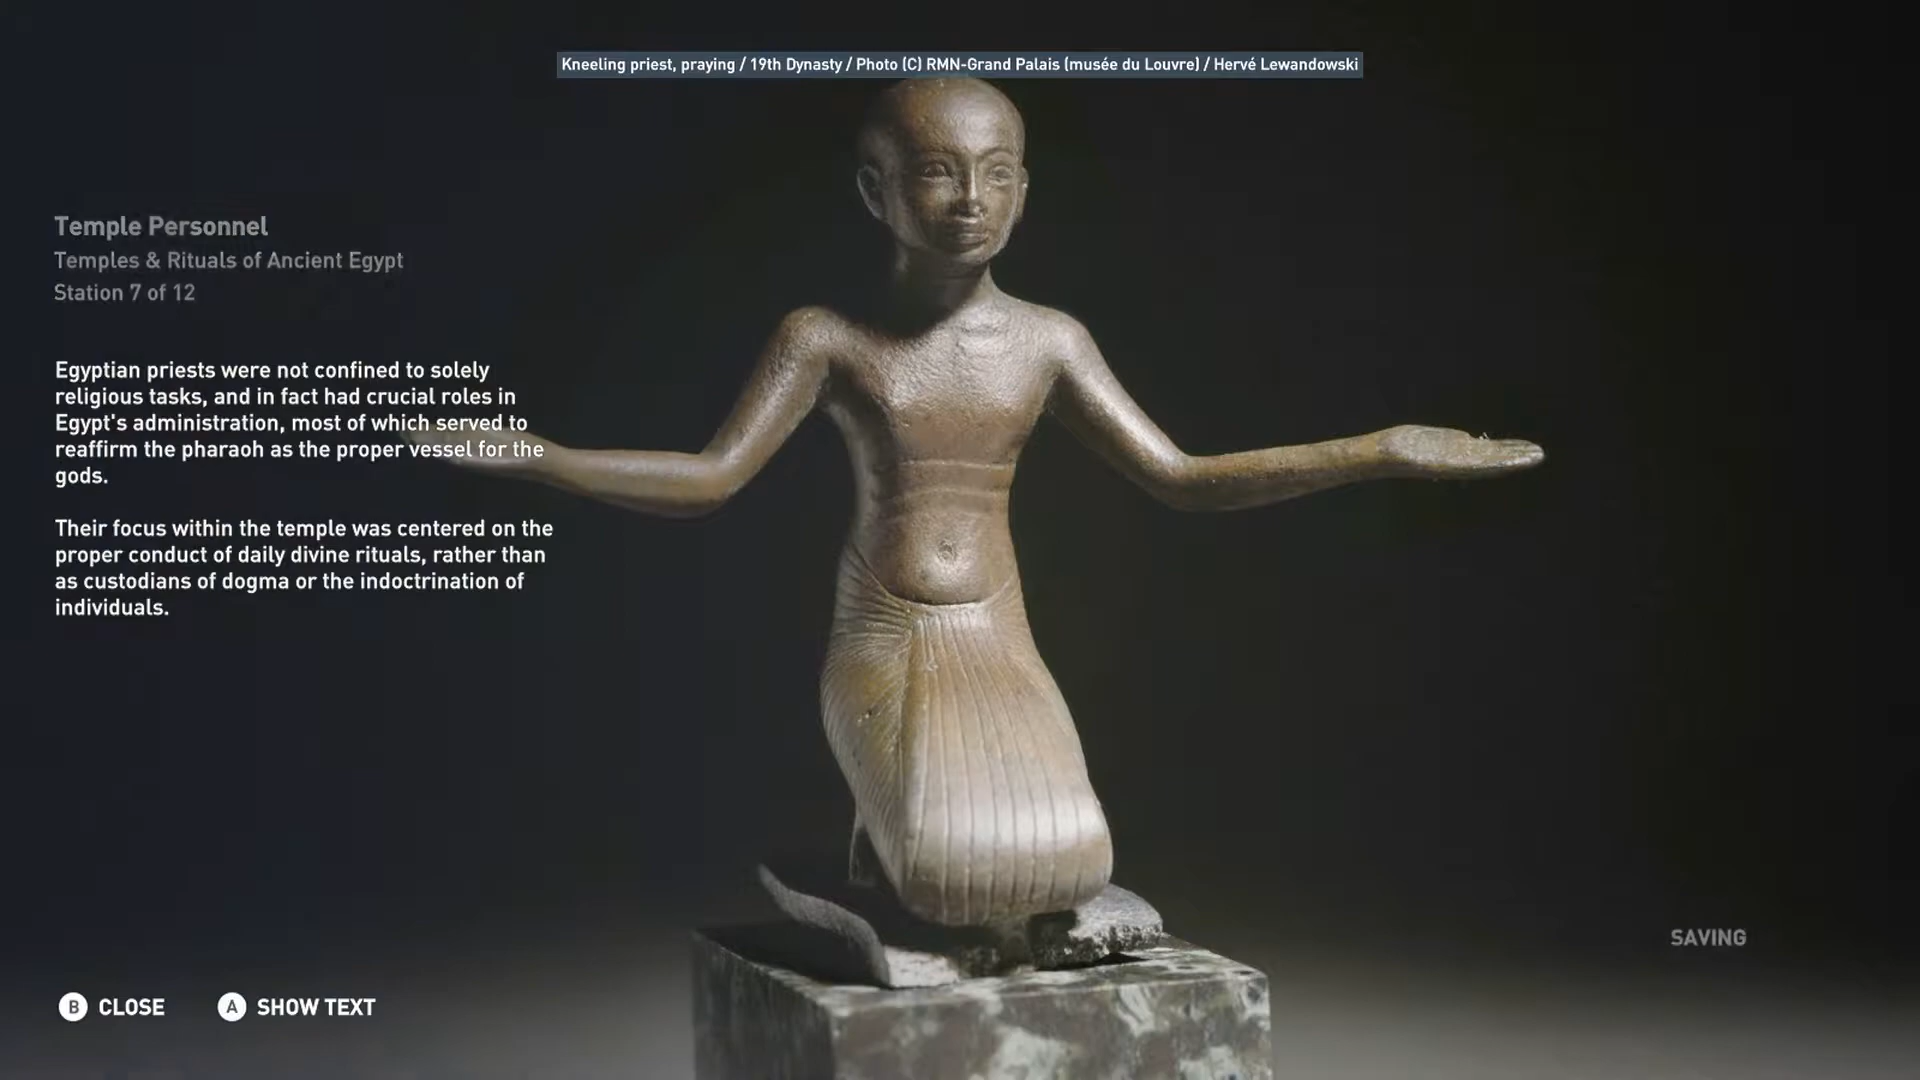 Kneeling priest, praying / 19th Dynasty / Photo (C) RMN-Grand Palais (musée du Louvre) / Hervé Lewandowski
Temple Personnel
Temples & Rituals of Ancient Egypt
Station 7 of 12
Egyptian priests were not confined to solely
religious tasks, and in fact had crucial roles in
Egypt's administration, most of which served to
reaffirm the pharaoh as the proper vessel for the
gods.
Their focus within the temple was centered on the
proper conduct of daily divine rituals, rather than
as custodians of dogma or the indoctrination of
individuals.
SAVING
B CLOSE A SHOW TEXT